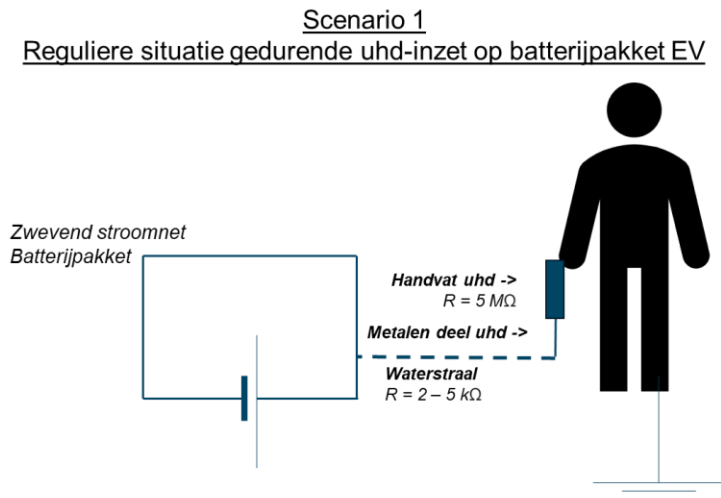 Scenario 1
Reguliere situatie gedurende uhd-inzet op batterijpakket EV
Zwevend stroomnet
Batterijpakket
Handvat uhd ->
R = 5 MΩ
Metalen deel uhd ->
Waterstraal
R = 2 – 5 kΩ